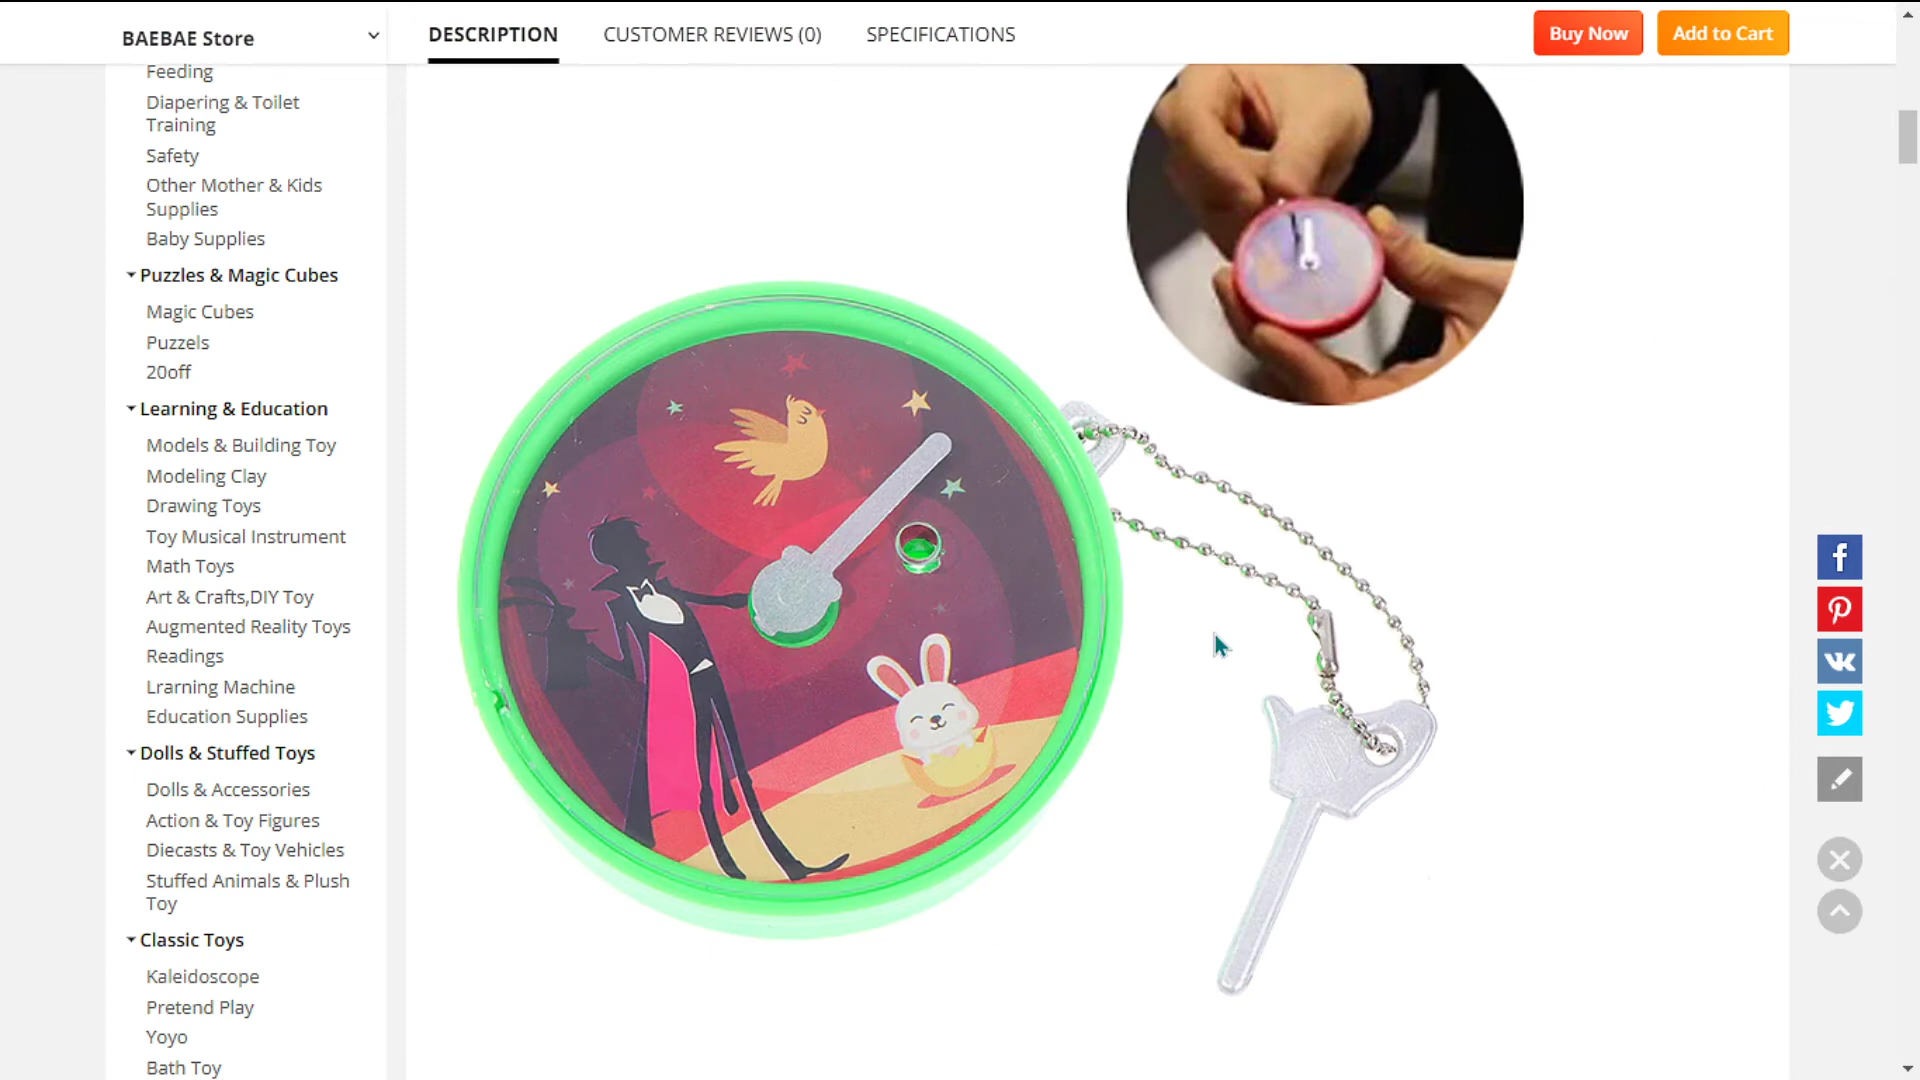 BAEBAE Store
DESCRIPTION
CUSTOMER REVIEWS (0)
SPECIFICATIONS
Buy Now
Add to Cart
Feeding
Diapering & Toilet
Training
Safety
Other Mother & Kids
Supplies
Baby Supplies
Puzzles & Magic Cubes
Magic Cubes
Puzzels
20off
Learning & Education
Models & Building Toy
Modeling Clay
Drawing Toys
Toy Musical Instrument
Math Toys
Art & Crafts,DIY Toy
Augmented Reality Toys
Readings
Learning Machine
Education Supplies
Dolls & Stuffed Toys
Dolls & Accessories
Action & Toy Figures
Diecasts & Toy Vehicles
Stuffed Animals & Plush
Toy
Classic Toys
Kaleidoscope
Pretend Play
Yoyo
Bath Toy